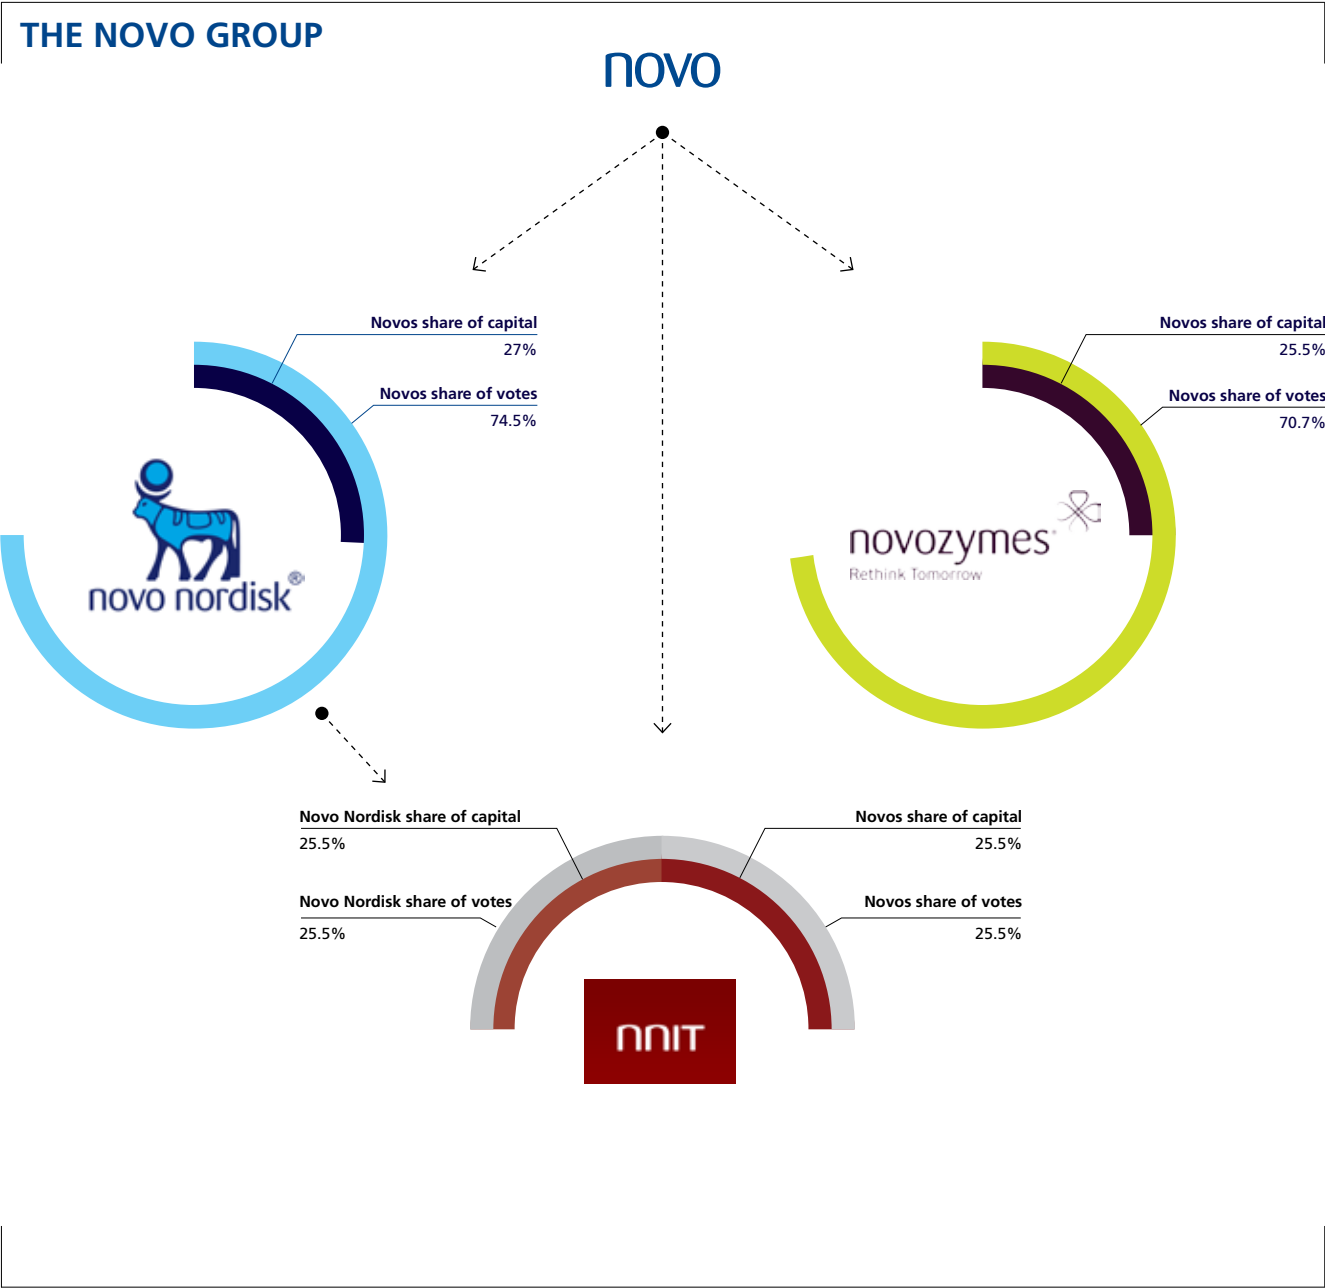 THE NOVO GROUP
novo
Novos share of capital
27%
Novos share of votes
74.5%
novo nordisk®
Novos share of capital
25.5%
Novos share of votes
70.7%
novozymes
Rethink Tomorrow
Novo Nordisk share of capital
25.5%
Novo Nordisk share of votes
25.5%
Novos share of capital
25.5%
Novos share of votes
25.5%
nnit